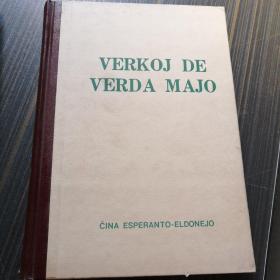 VERKOJ DE
VERDA MAJO
ĈINA ESPERANTO-ELDONEJO